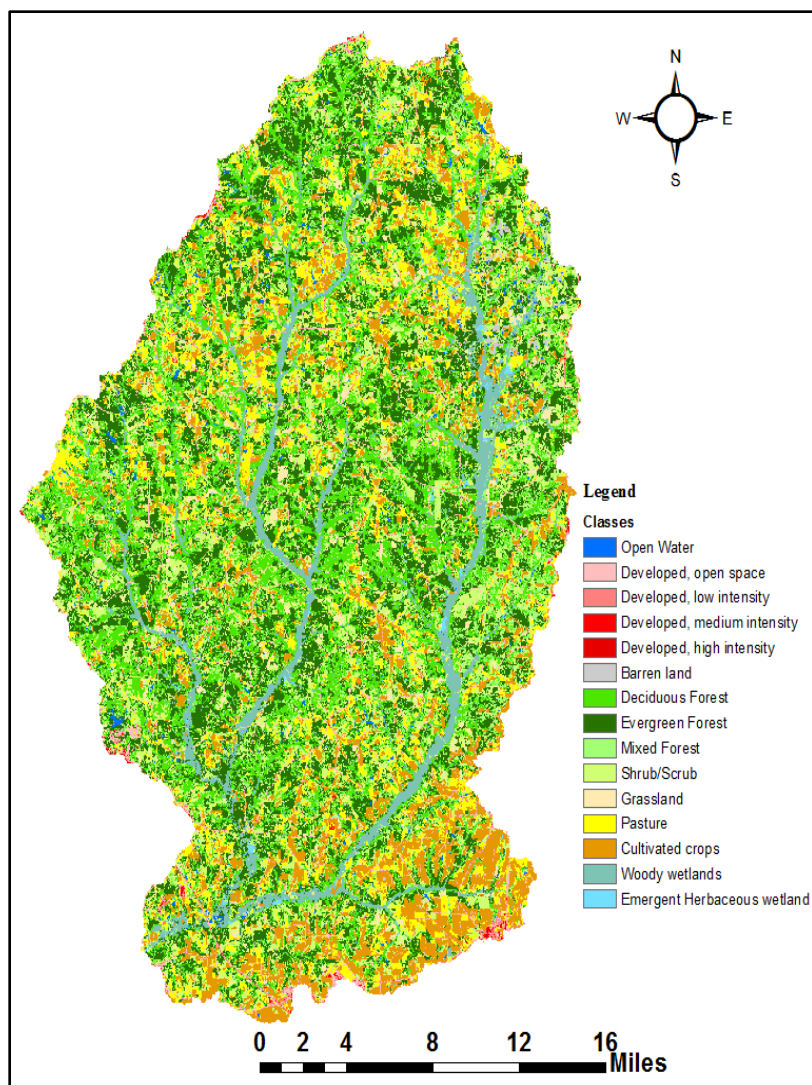 N
W E
S
Legend
Classes
Open Water
Developed, open space
Developed, low intensity
Developed, medium intensity
Developed, high intensity
Barren land
Deciduous Forest
Evergreen Forest
Mixed Forest
Shrub/Scrub
Grassland
Pasture
Cultivated crops
Woody wetlands
Emergent Herbaceous wetland
0 2 4 8 12 16
Miles